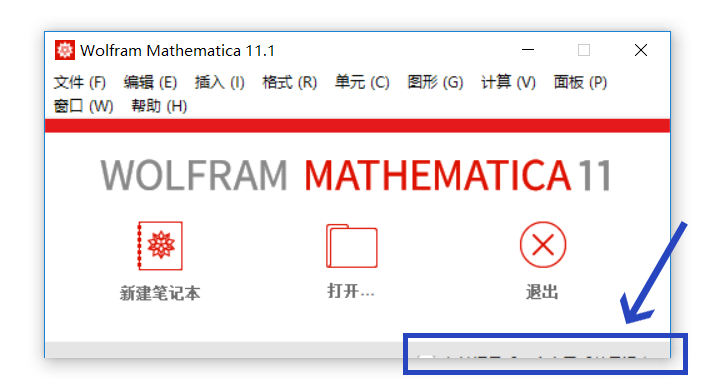 Wolfram Mathematica 11.1
文件 (F) 编辑 (E) 插入 (I) 格式 (R) 单元 (C) 图形 (G) 计算 (V) 面板 (P)
窗口 (W) 帮助 (H)
WOLFRAM MATHEMATICA 11
新建笔记本 打开... 退出